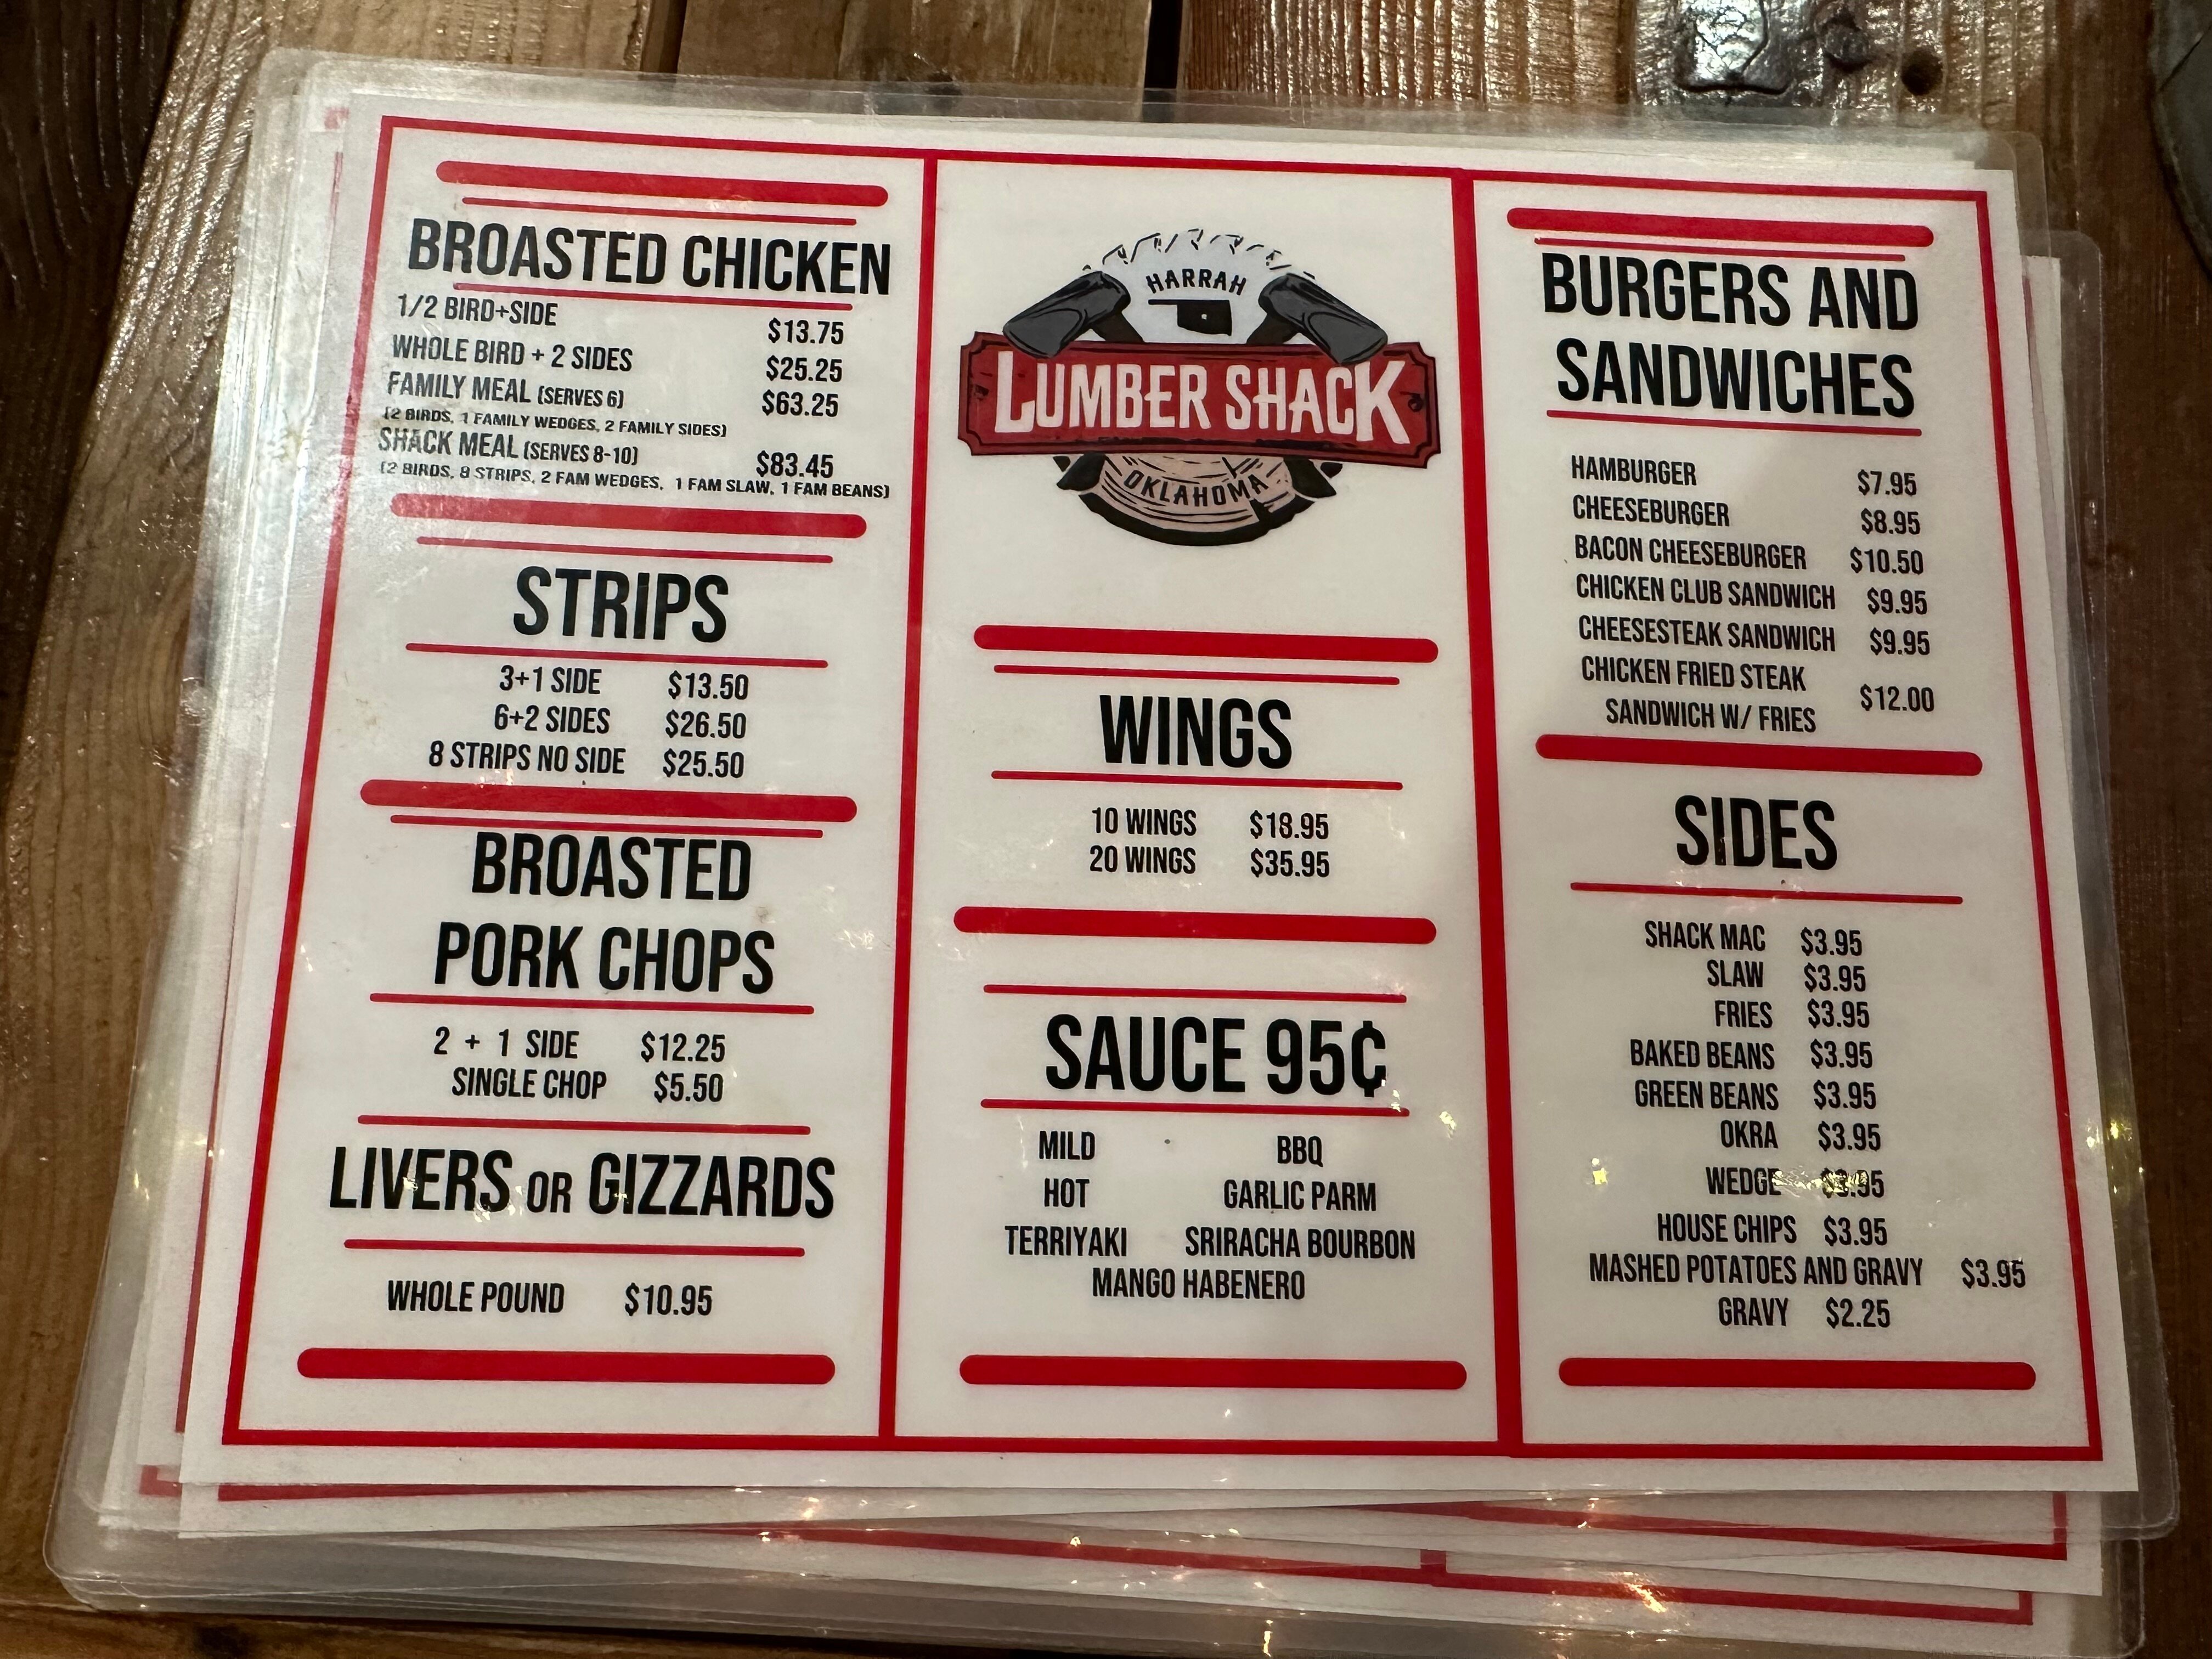 BROASTED CHICKEN
1/2 BIRD+SIDE $13.75
WHOLE BIRD + 2 SIDES $25.25
FAMILY MEAL (SERVES 6) $63.25
(2 BIRDS, 1 FAMILY WEDGES, 2 FAMILY SIDES)
SHACK MEAL (SERVES 8-10) $83.45
(2 BIRDS, 8 STRIPS, 2 FAM WEDGES, 1 FAM SLAW, 1 FAM BEANS)
STRIPS
3+1 SIDE $13.50
6+2 SIDES $26.50
8 STRIPS NO SIDE $25.50
BROASTED
PORK CHOPS
2 + 1 SIDE $12.25
SINGLE CHOP $5.50
LIVERS OR GIZZARDS
WHOLE POUND $10.95
HARRAH
LUMBER SHACK
OKLAHOMA
WINGS
10 WINGS $18.95
20 WINGS $35.95
SAUCE 95¢
MILD BBQ
HOT GARLIC PARM
TERRIYAKI SRIRACHA BOURBON
MANGO HABENERO
BURGERS AND
SANDWICHES
HAMBURGER $7.95
CHEESEBURGER $8.95
BACON CHEESEBURGER $10.50
CHICKEN CLUB SANDWICH $9.95
CHEESESTEAK SANDWICH $9.95
CHICKEN FRIED STEAK
SANDWICH W/ FRIES $12.00
SIDES
SHACK MAC $3.95
SLAW $3.95
FRIES $3.95
BAKED BEANS $3.95
GREEN BEANS $3.95
OKRA $3.95
WEDGE $3.95
HOUSE CHIPS $3.95
MASHED POTATOES AND GRAVY $3.95
GRAVY $2.25